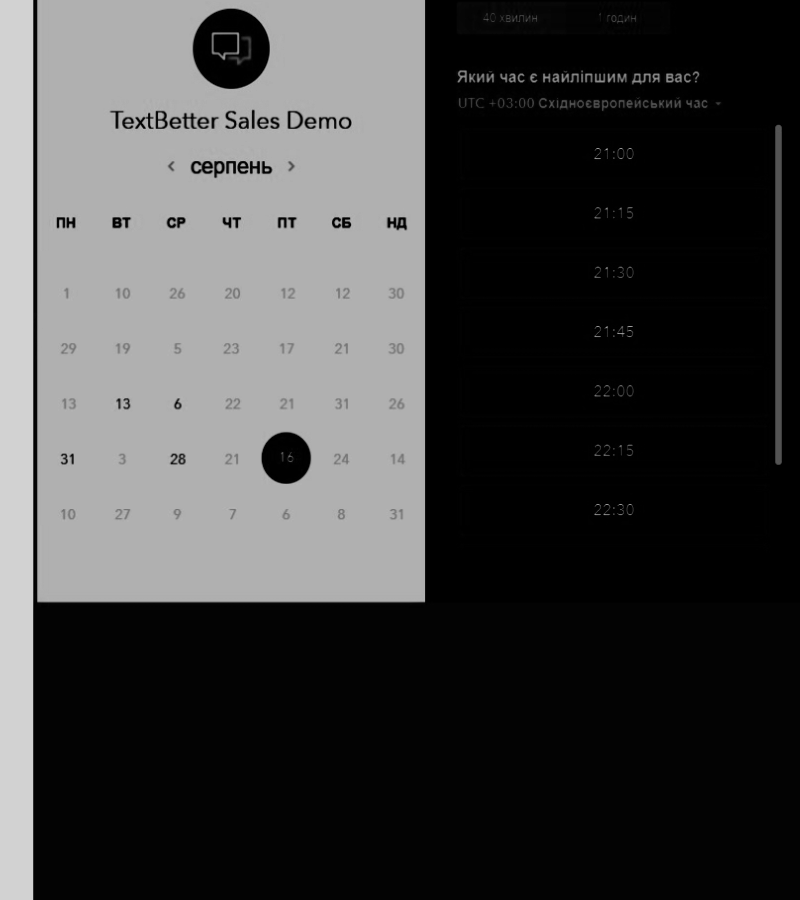 TextBetter Sales Demo
‹ серпень ›
ПН ВТ СР ЧТ ПТ СБ НД
1 10 26 20 12 12 30
29 19 5 23 17 21 30
13 13 6 22 21 31 26
31 3 28 21 16 24 14
10 27 9 7 6 8 31
40 хвилин 1 годин
Який час є найліпшим для вас?
UTC +03:00 Східноєвропейський час
21:00
21:15
21:30
21:45
22:00
22:15
22:30